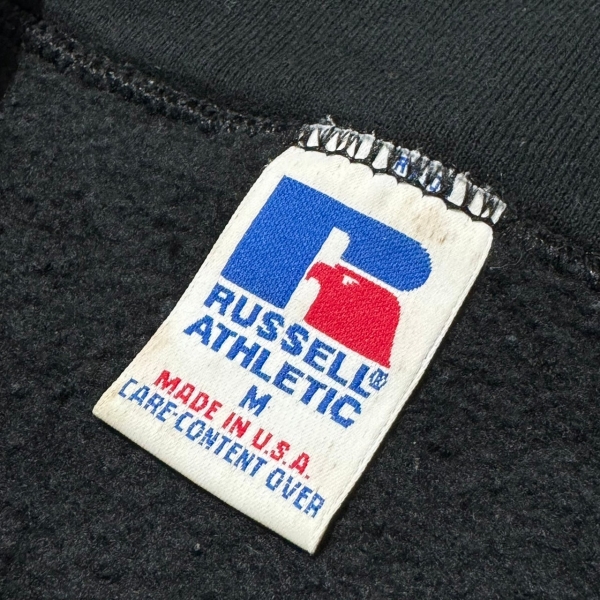 RUSSELL®
ATHLETIC
M
MADE IN U.S.A.
CARE-CONTENT OVER